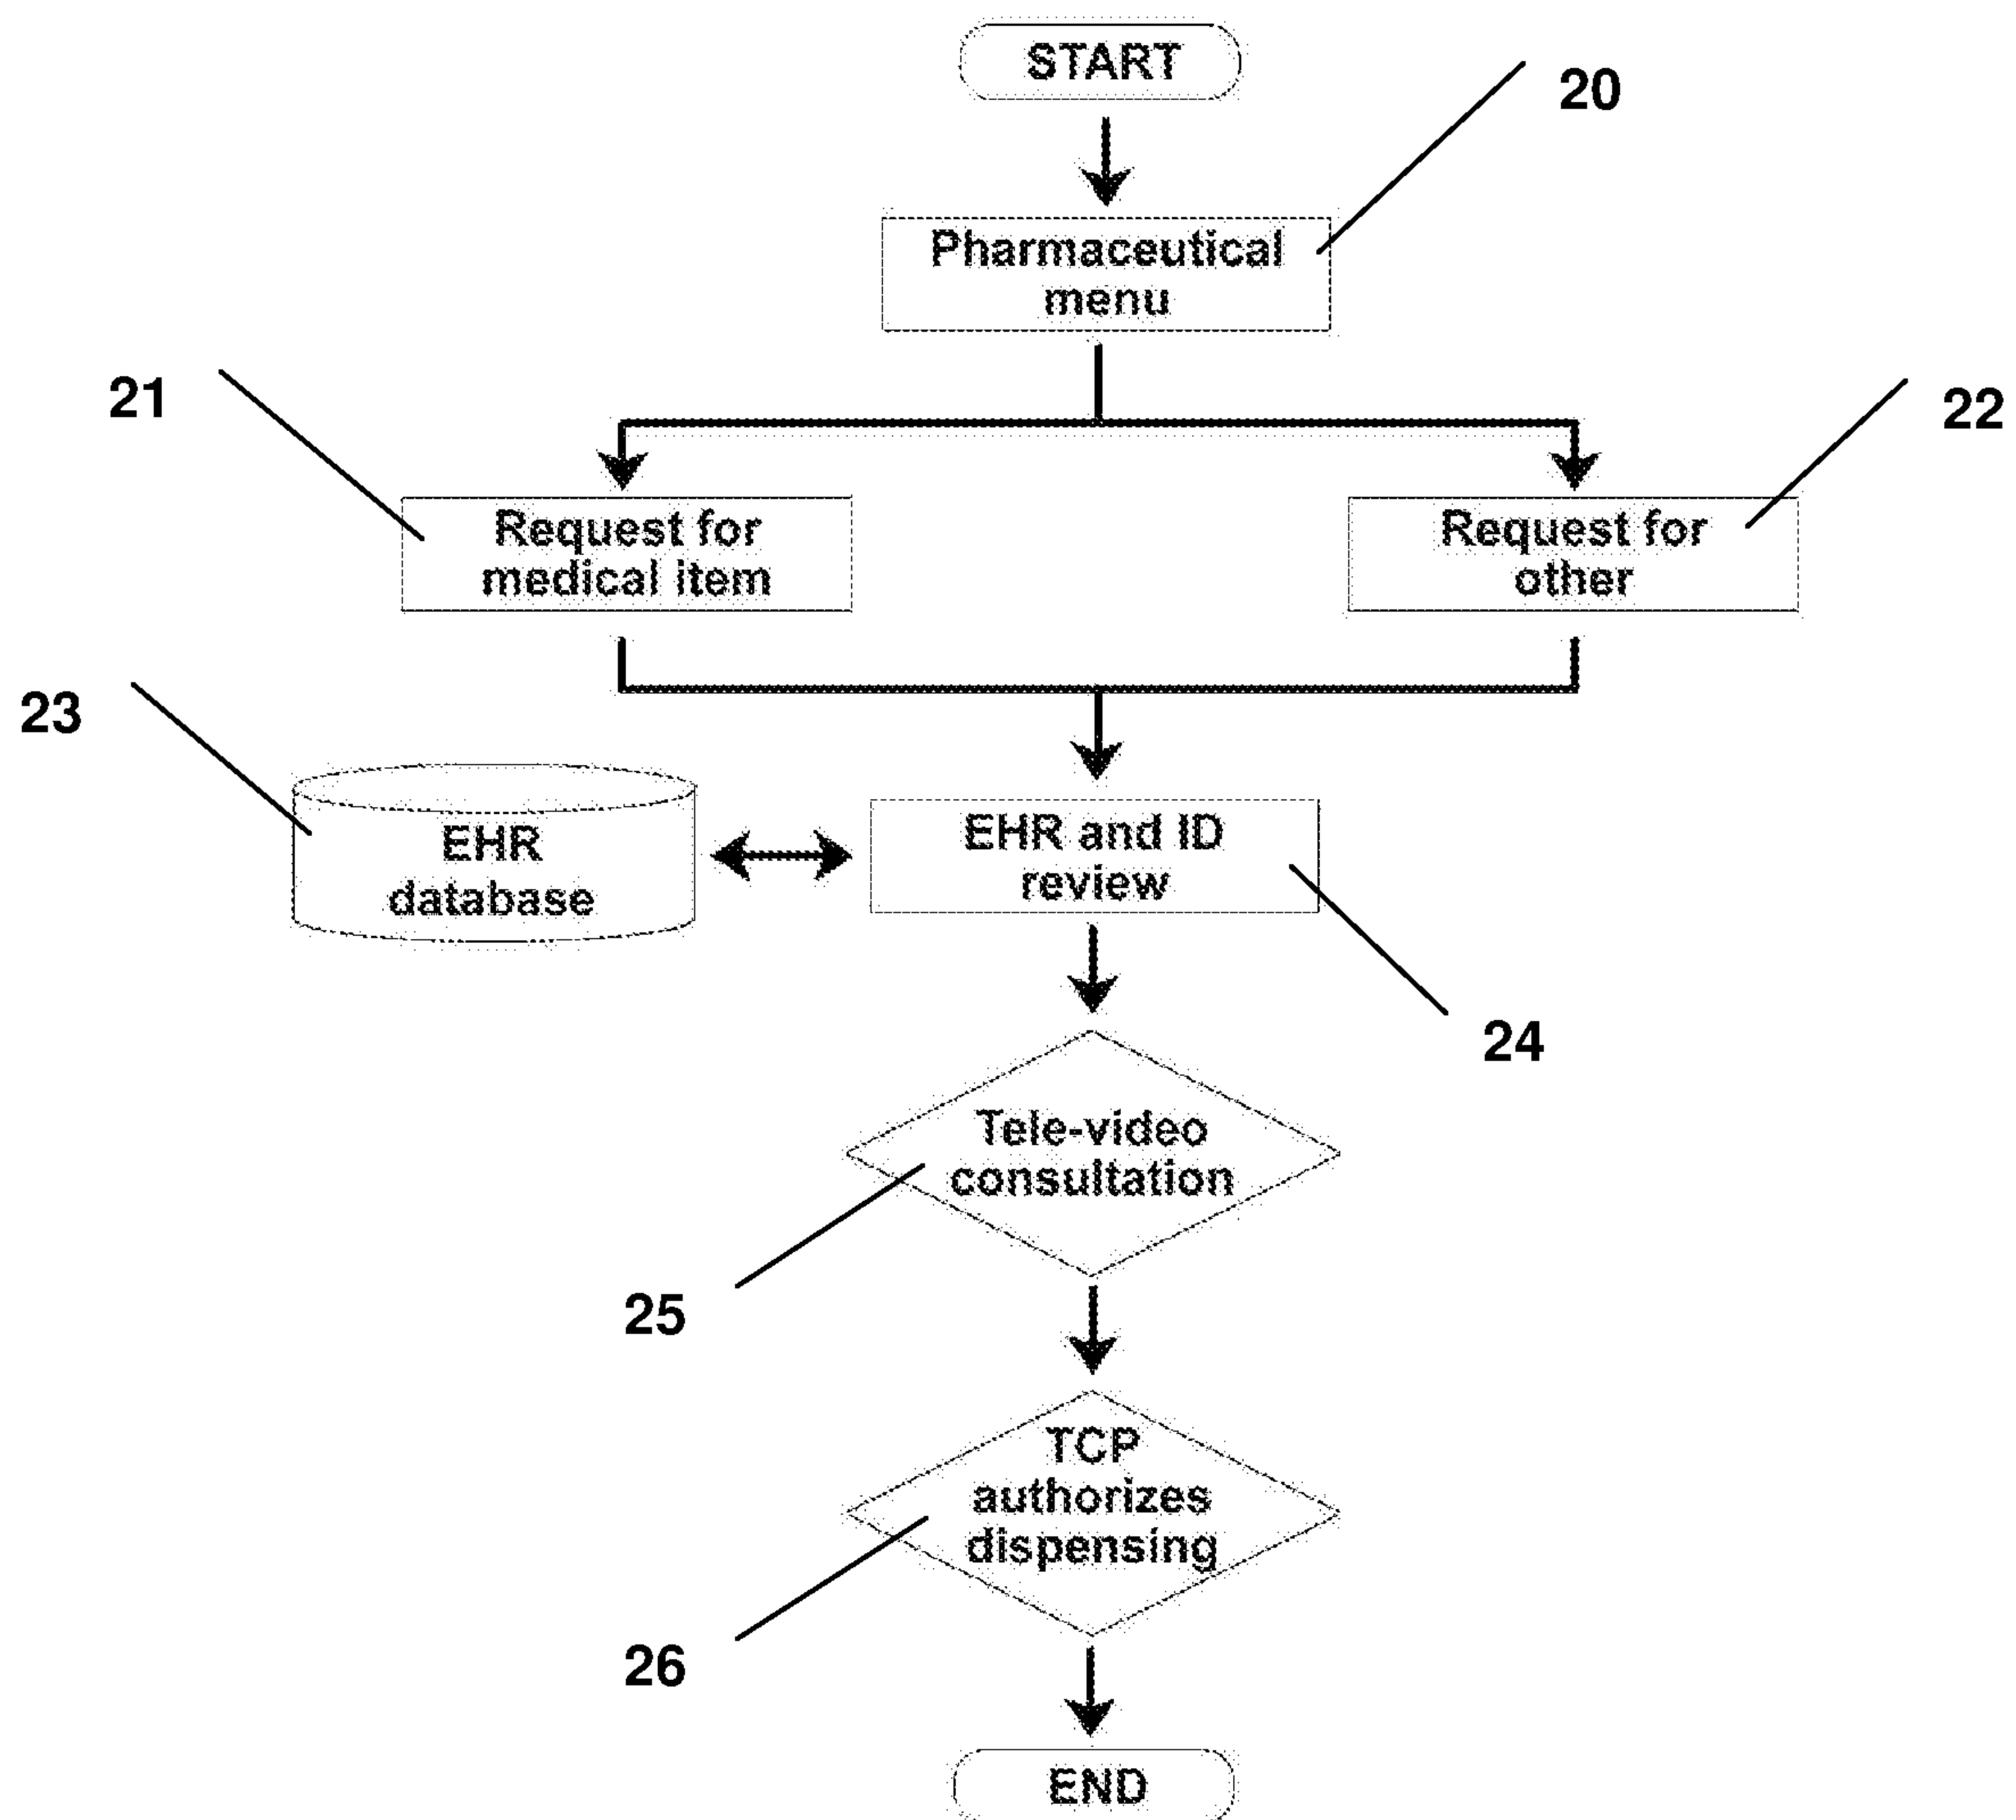 START
20
Pharmaceutical
menu
21
22
Request for
medical item
Request for
other
23
EHR
database
EHR and ID
review
24
Tele-video
consultation
25
TCP
authorizes
dispensing
26
END